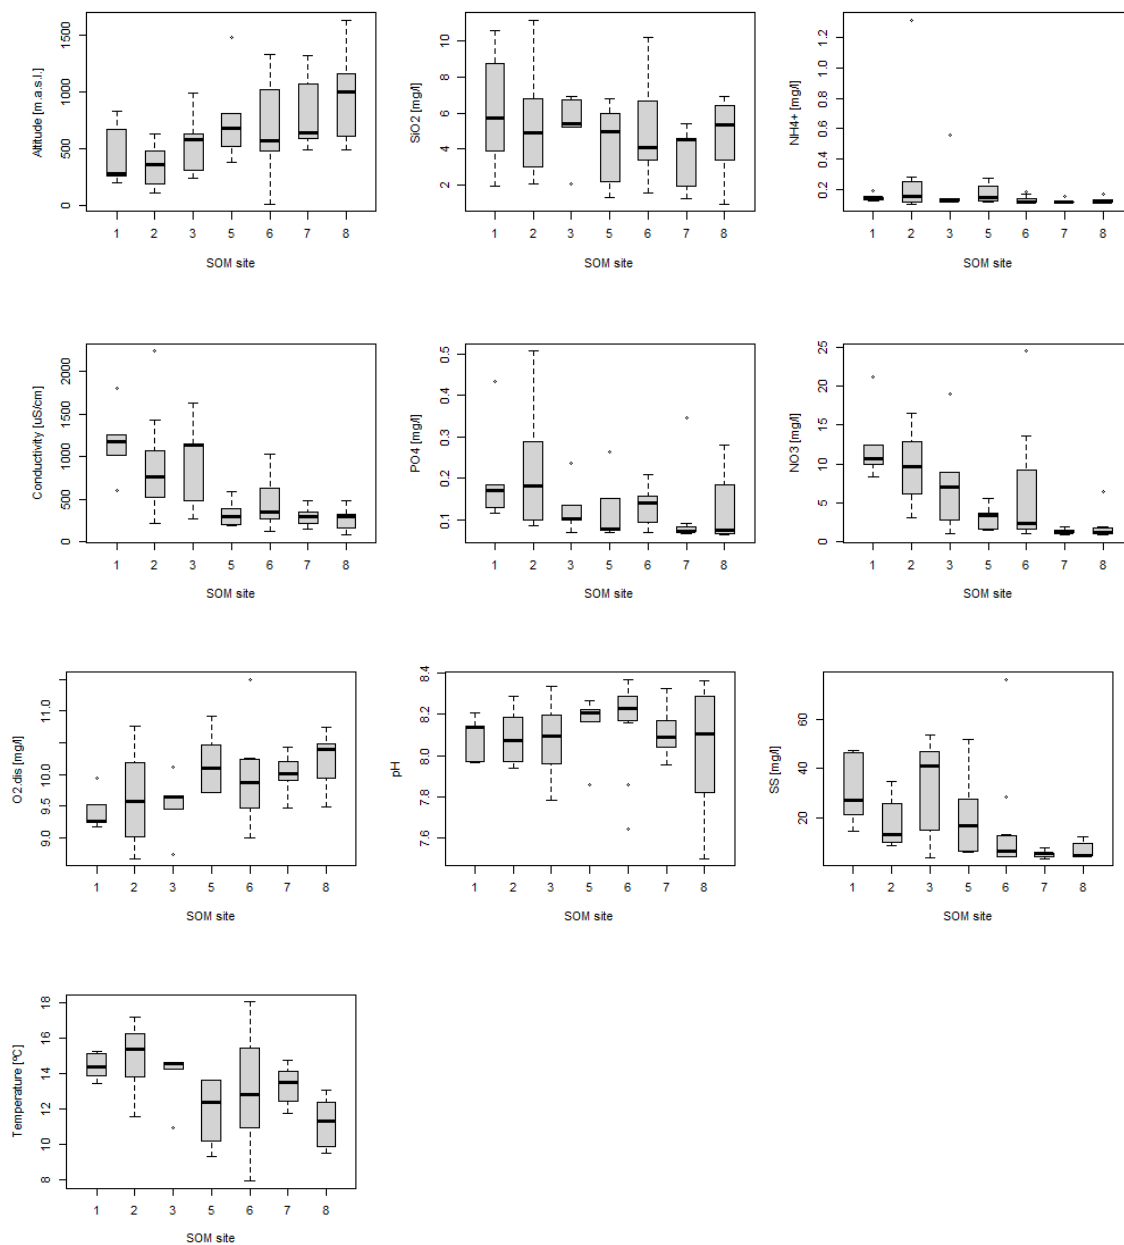 Altitude [m.a.s.l.]
0 500 1000 1500
1 2 3 5 6 7 8
SOM site
SiO2 [mg/l]
2 4 6 8 10
1 2 3 5 6 7 8
SOM site
NH4+ [mg/l]
0.2 0.4 0.6 0.8 1.0 1.2
1 2 3 5 6 7 8
SOM site
Conductivity [uS/cm]
0 500 1000 1500 2000
1 2 3 5 6 7 8
SOM site
PO4 [mg/l]
0.1 0.2 0.3 0.4 0.5
1 2 3 5 6 7 8
SOM site
NO3 [mg/l]
0 5 10 15 20 25
1 2 3 5 6 7 8
SOM site
O2.dis [mg/l]
9.0 9.5 10.0 11.0
1 2 3 5 6 7 8
SOM site
pH
7.6 7.8 8.0 8.2 8.4
1 2 3 5 6 7 8
SOM site
SS [mg/l]
20 40 60
1 2 3 5 6 7 8
SOM site
Temperature [ºC]
8 10 12 14 16 18
1 2 3 5 6 7 8
SOM site